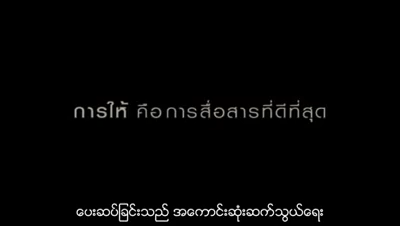 การให้ คือการสื่อสารที่ดีที่สุด
ပေးဆပ်ခြင်းသည် အကောင်းဆုံးဆက်သွယ်ရေး